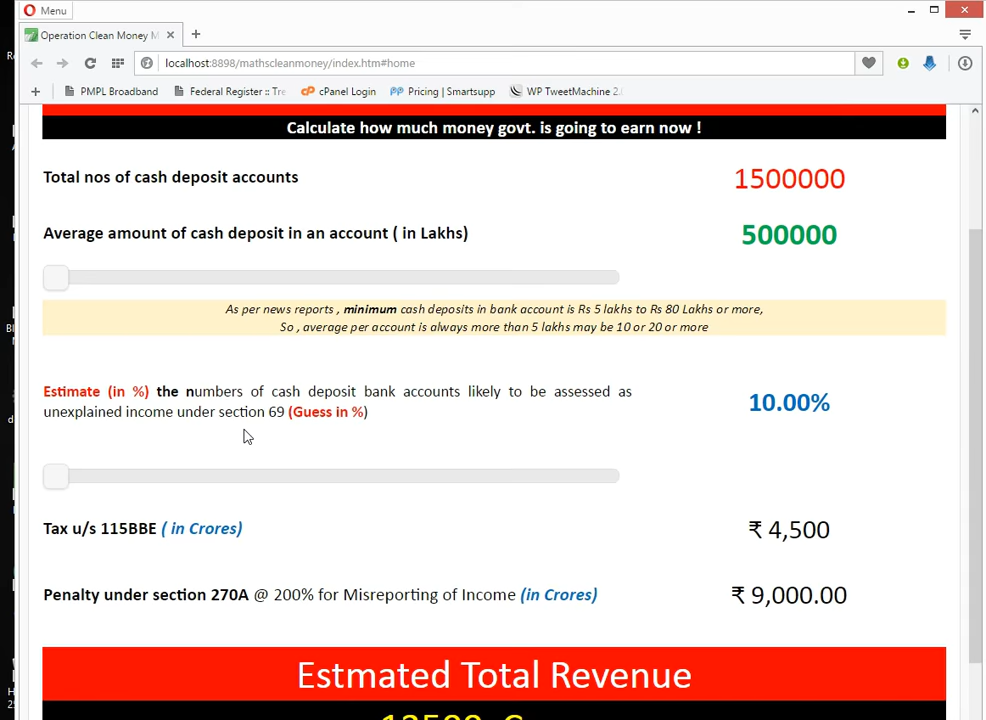 Menu
Operation Clean Money M
localhost:8898/mathscleanmoney/index.htm#home
PMPL Broadband
Federal Register :: Tre
cPanel Login
Pricing | Smartsupp
WP TweetMachine 2.
Calculate how much money govt. is going to earn now !
Total nos of cash deposit accounts
1500000
Average amount of cash deposit in an account ( in Lakhs)
500000
As per news reports , minimum cash deposits in bank account is Rs 5 lakhs to Rs 80 Lakhs or more,
So , average per account is always more than 5 lakhs may be 10 or 20 or more
Estimate (in %) the numbers of cash deposit bank accounts likely to be assessed as
unexplained income under section 69 (Guess in %)
10.00%
Tax u/s 115BBE ( in Crores)
₹ 4,500
Penalty under section 270A @ 200% for Misreporting of Income (in Crores)
₹ 9,000.00
Estmated Total Revenue